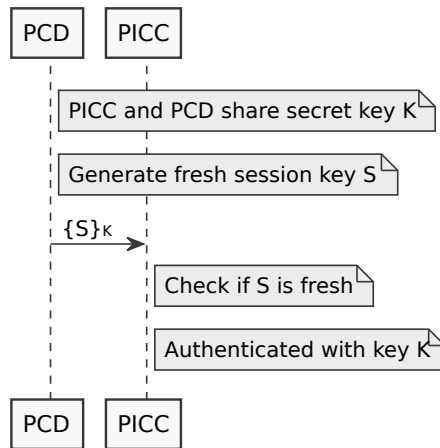 PCD PICC
PICC and PCD share secret key K
Generate fresh session key S
{S}K
Check if S is fresh
Authenticated with key K
PCD PICC